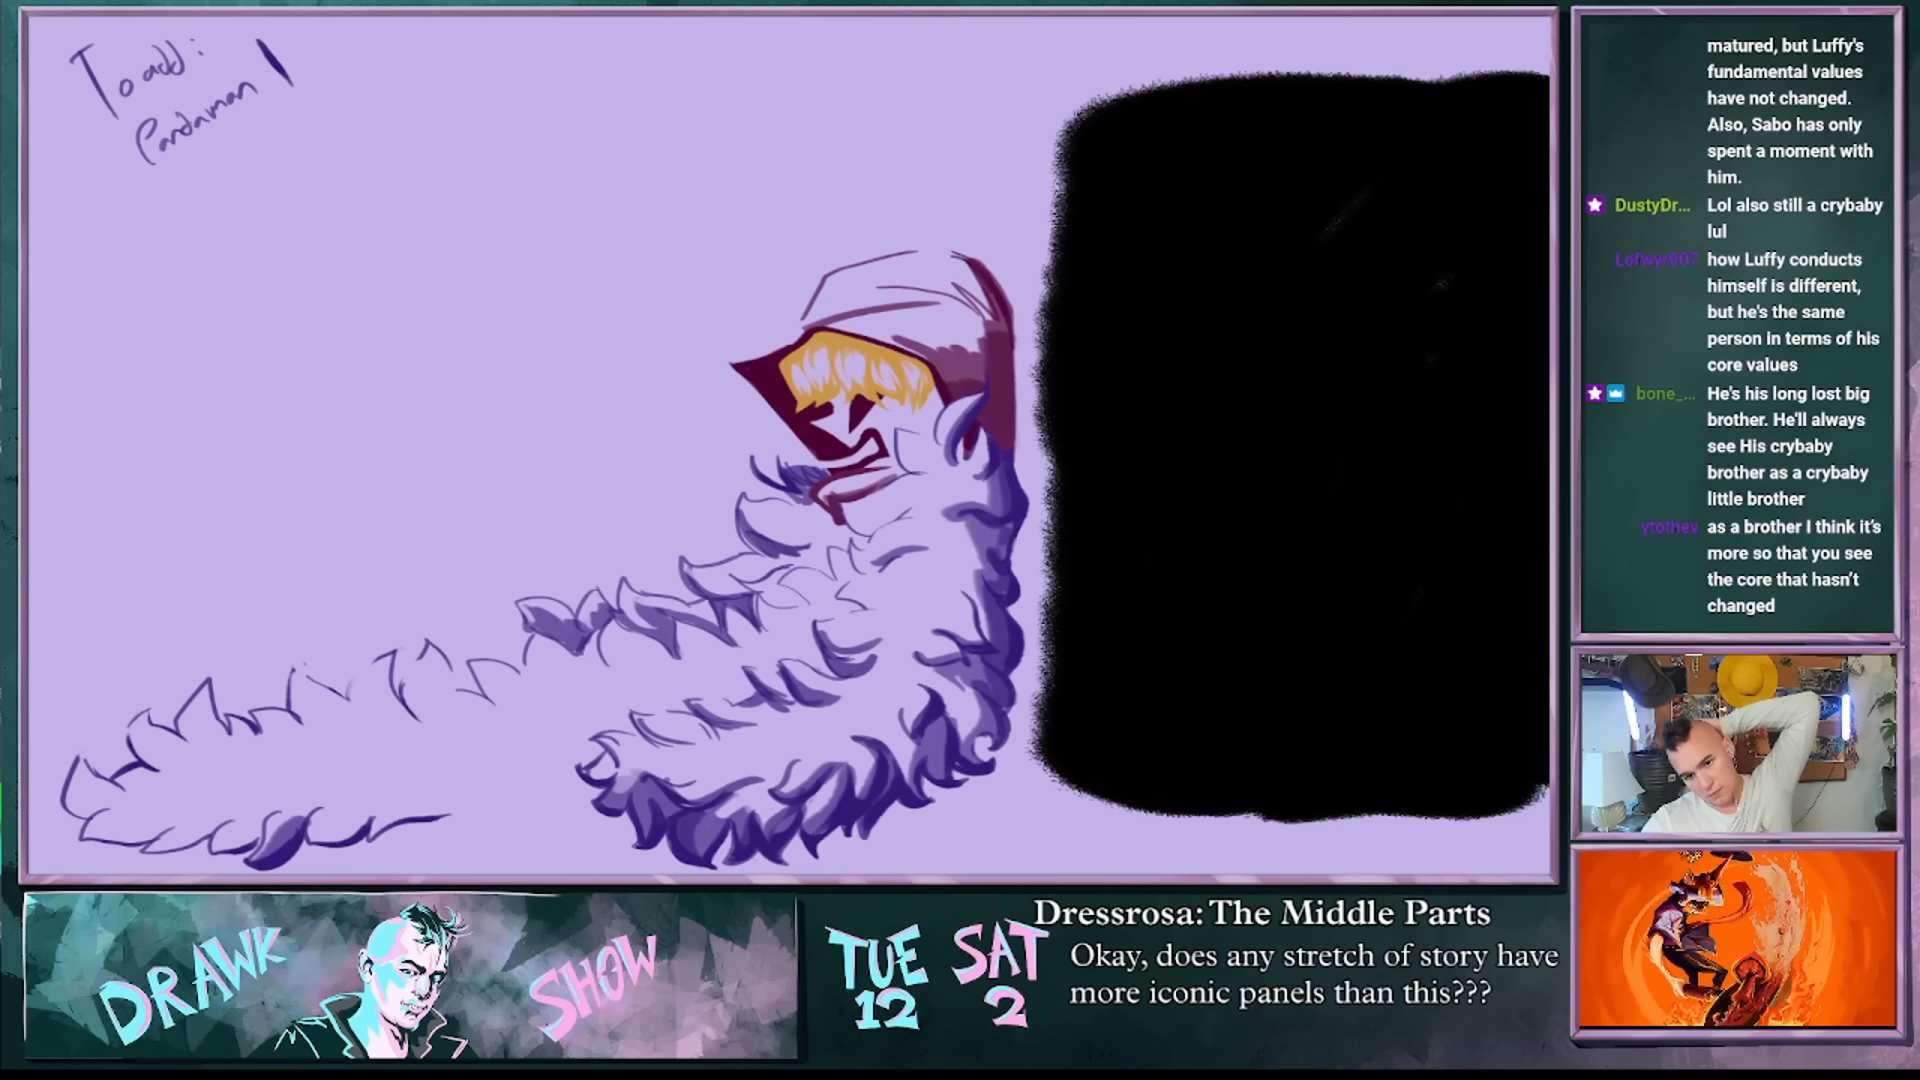 To add:
Pandaman
matured, but Luffy's
fundamental values
have not changed.
Also, Sabo has only
spent a moment with
him.
DustyDr... Lol also still a crybaby
lul
Lofwyr907 how Luffy conducts
himself is different,
but he's the same
person in terms of his
core values
bone_... He's his long lost big
brother. He'll always
see His crybaby
brother as a crybaby
little brother
ytothev as a brother I think it's
more so that you see
the core that hasn't
changed
DRAWK SHOW
TUE SAT
12 2
Dressrosa: The Middle Parts
Okay, does any stretch of story have
more iconic panels than this???